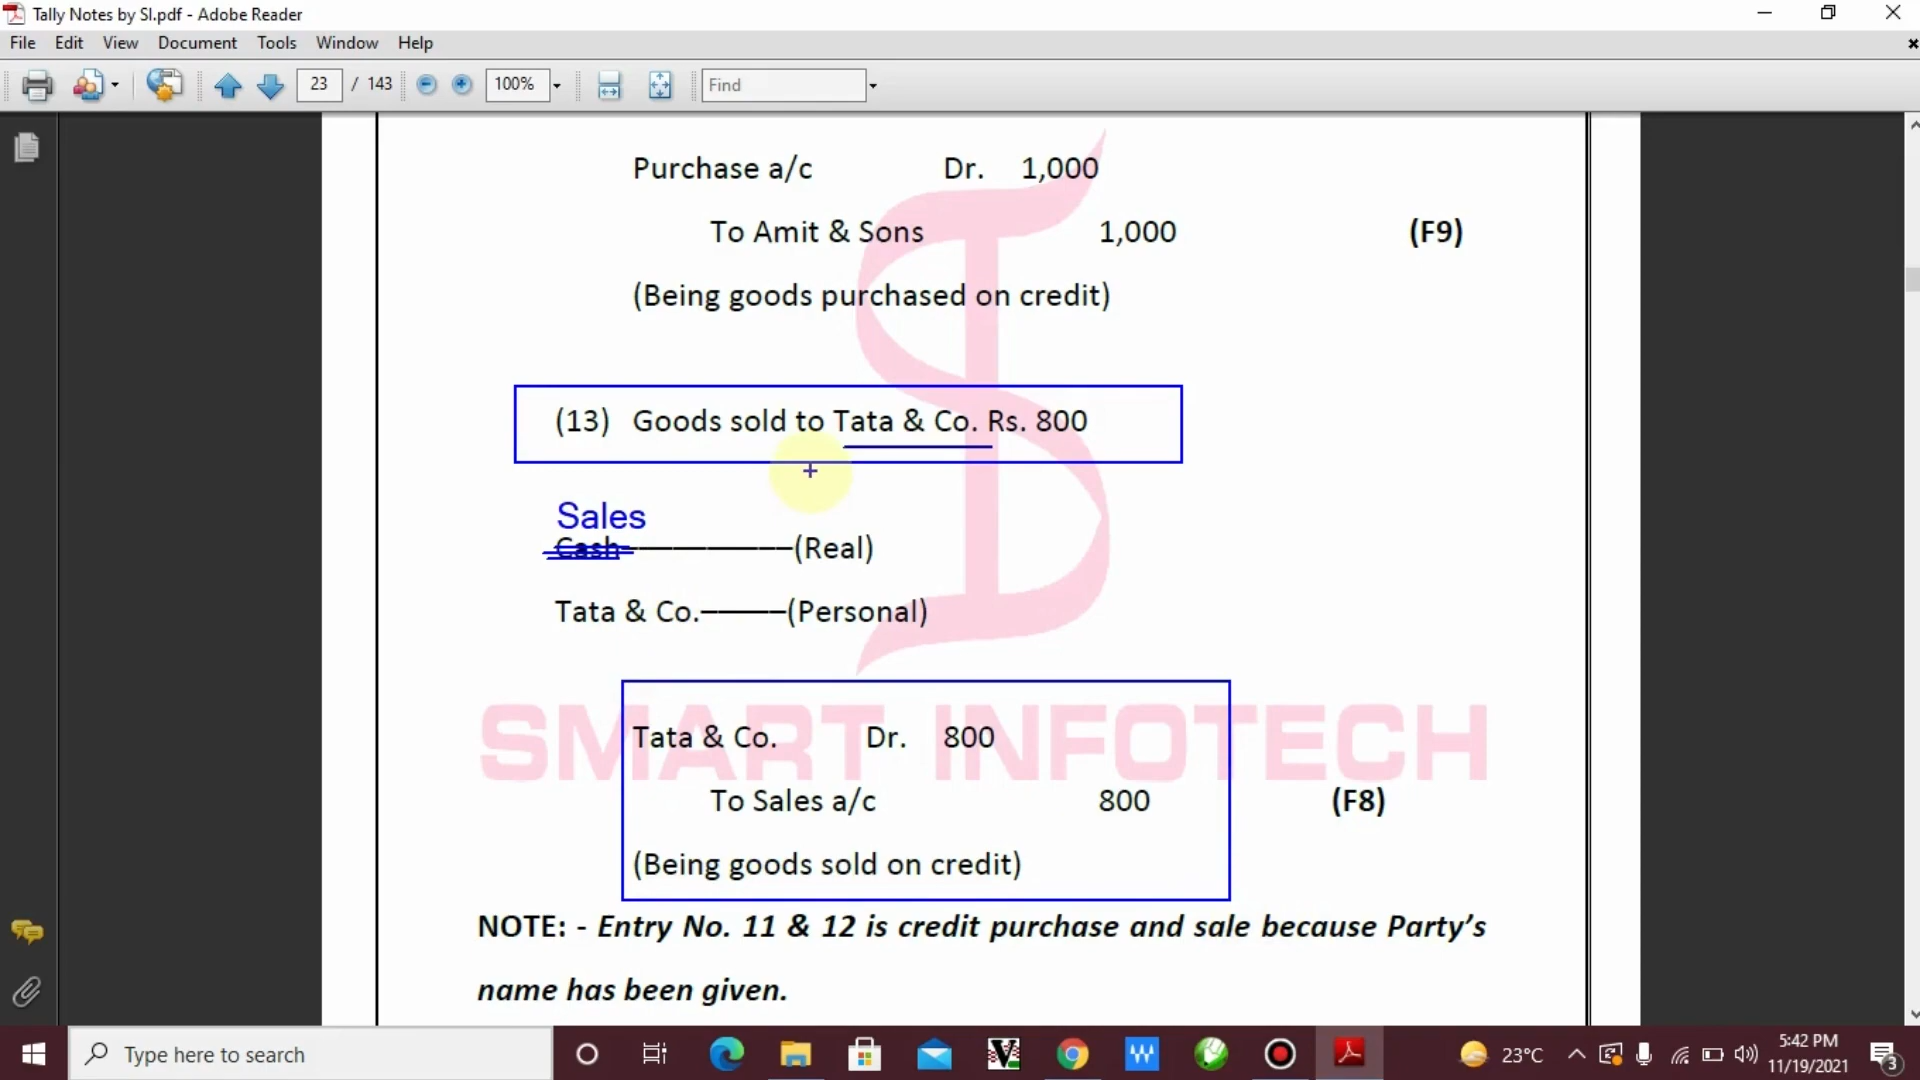 Tally Notes by SI.pdf - Adobe Reader
File Edit View Document Tools Window Help
23 / 143 100% Find
Purchase a/c Dr. 1,000
To Amit & Sons 1,000 (F9)
(Being goods purchased on credit)
(13) Goods sold to Tata & Co. Rs. 800
Sales
Cash (Real)
Tata & Co. (Personal)
Tata & Co. Dr. 800
SMART INFOTECH
To Sales a/c 800 (F8)
(Being goods sold on credit)
NOTE: - Entry No. 11 & 12 is credit purchase and sale because Party’s
name has been given.
Type here to search
23°C
5:42 PM
11/19/2021
3